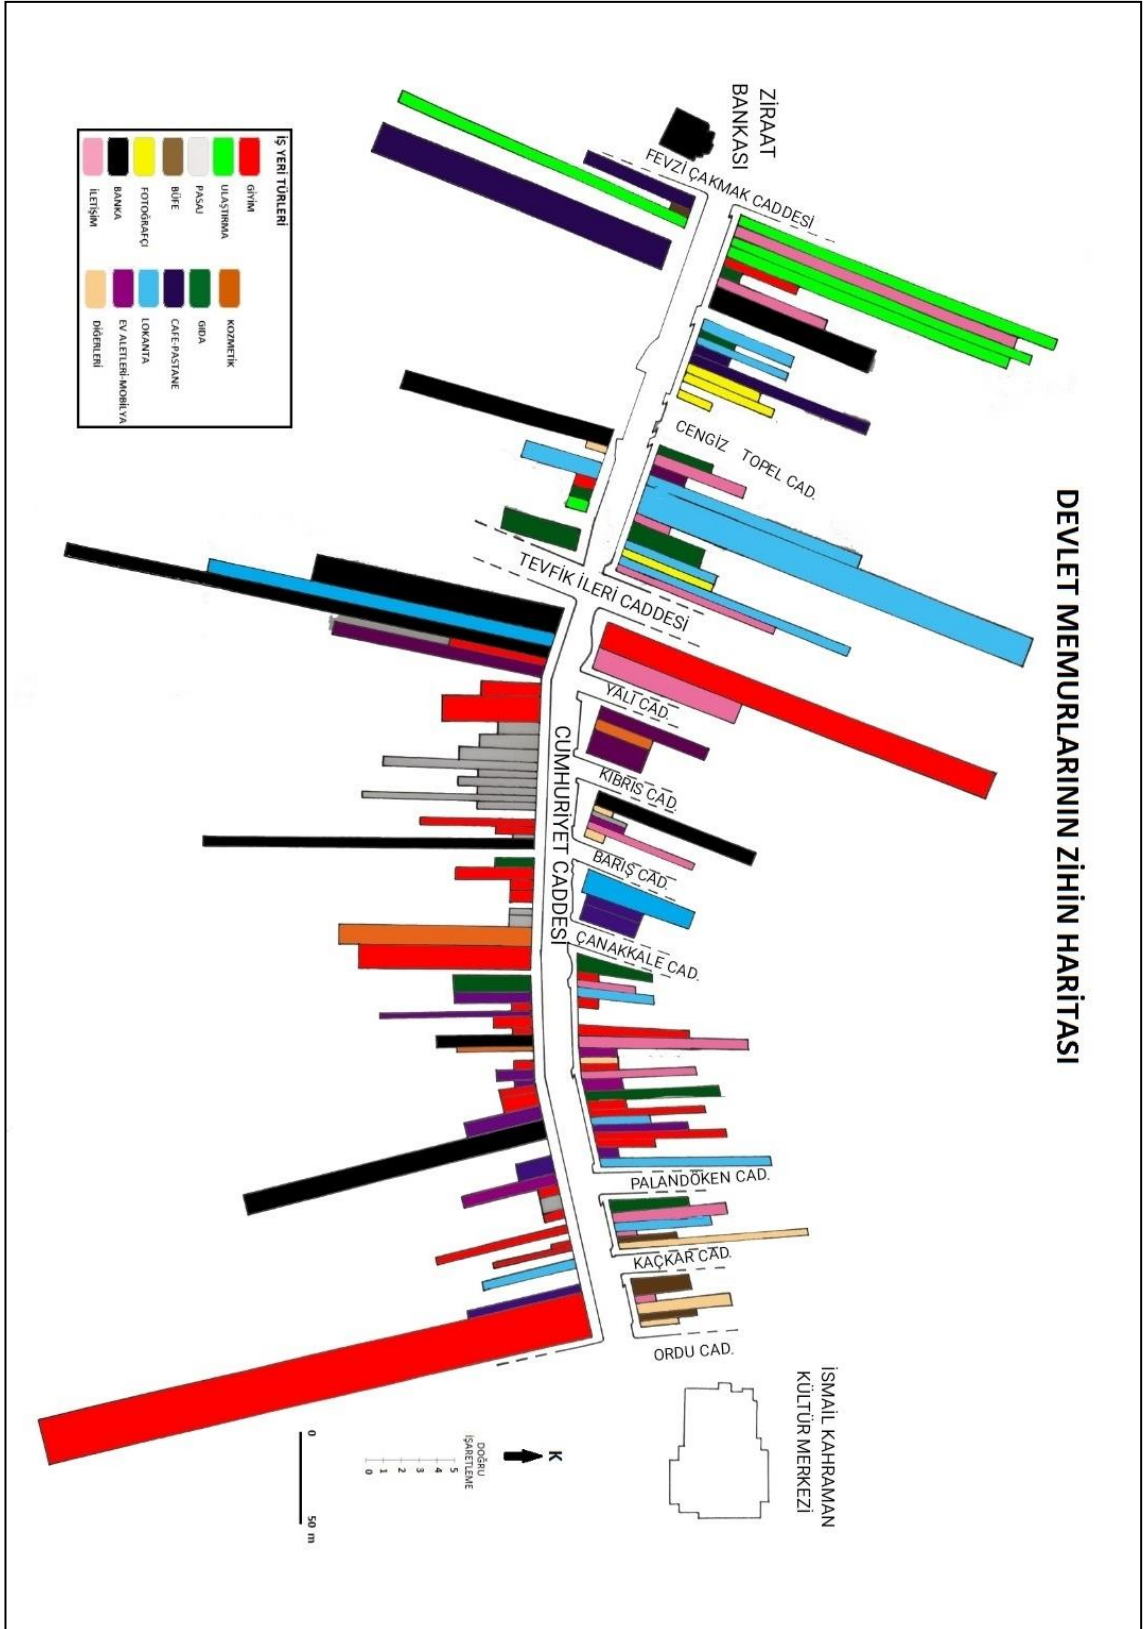 DEVLET MEMURLARININ ZİHİN HARİTASI
ZİRAAT
BANKASI
FEVZİ ÇAKMAK CADDESİ
CENGİZ TOPEL CAD.
TEVFİK İLERİ CADDESİ
YALI CAD.
KIBRIS CAD.
BARIŞ CAD.
ÇANAKKALE CAD.
CUMHURİYET CADDESİ
PALANDÖKEN CAD.
KAÇKAR CAD.
ORDU CAD.
İSMAİL KAHRAMAN
KÜLTÜR MERKEZİ
İŞ YERİ TÜRLERİ
GİYİM
ULAŞTIRMA
PASAJ
BÜFE
FOTOĞRAFÇI
BANKA
İLETİŞİM
KOZMETİK
GIDA
CAFE-PASTANE
LOKANTA
EV ALETLERİ-MOBİLYA
DİĞERLERİ
K
DOĞRU
İŞARETLEME
0 1 2 3 4 5
0 50 m